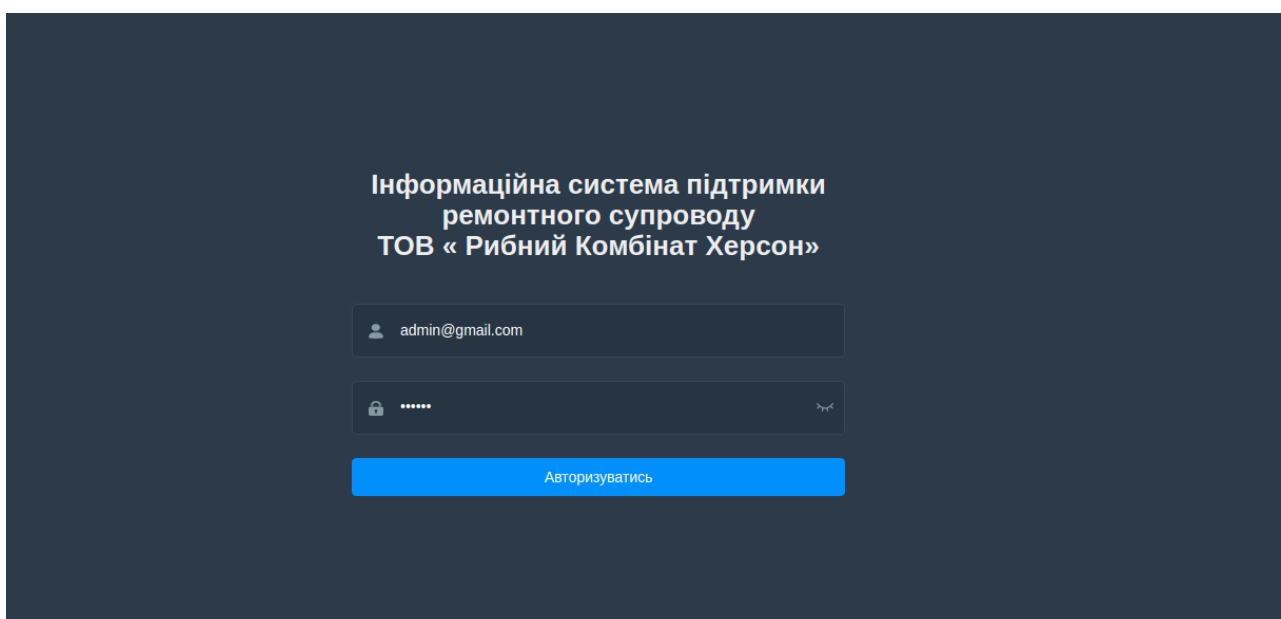 Інформаційна система підтримки
ремонтного супроводу
ТОВ « Рибний Комбінат Херсон»
admin@gmail.com
••••••
Авторизуватись